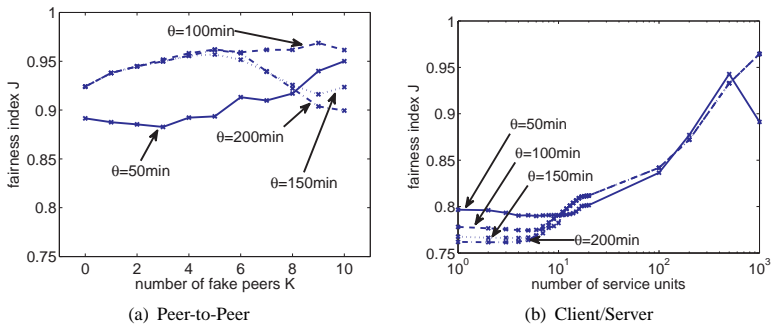 1
0.95
0.9
0.85
0.8
0.75
fairness index J
θ=100min
θ=200min
θ=50min
θ=150min
0 2 4 6 8 10
number of fake peers K
(a) Peer-to-Peer
1
0.95
0.9
0.85
0.8
0.75
fairness index J
θ=50min
θ=100min
θ=150min
θ=200min
10^0 10^1 10^2 10^3
number of service units
(b) Client/Server